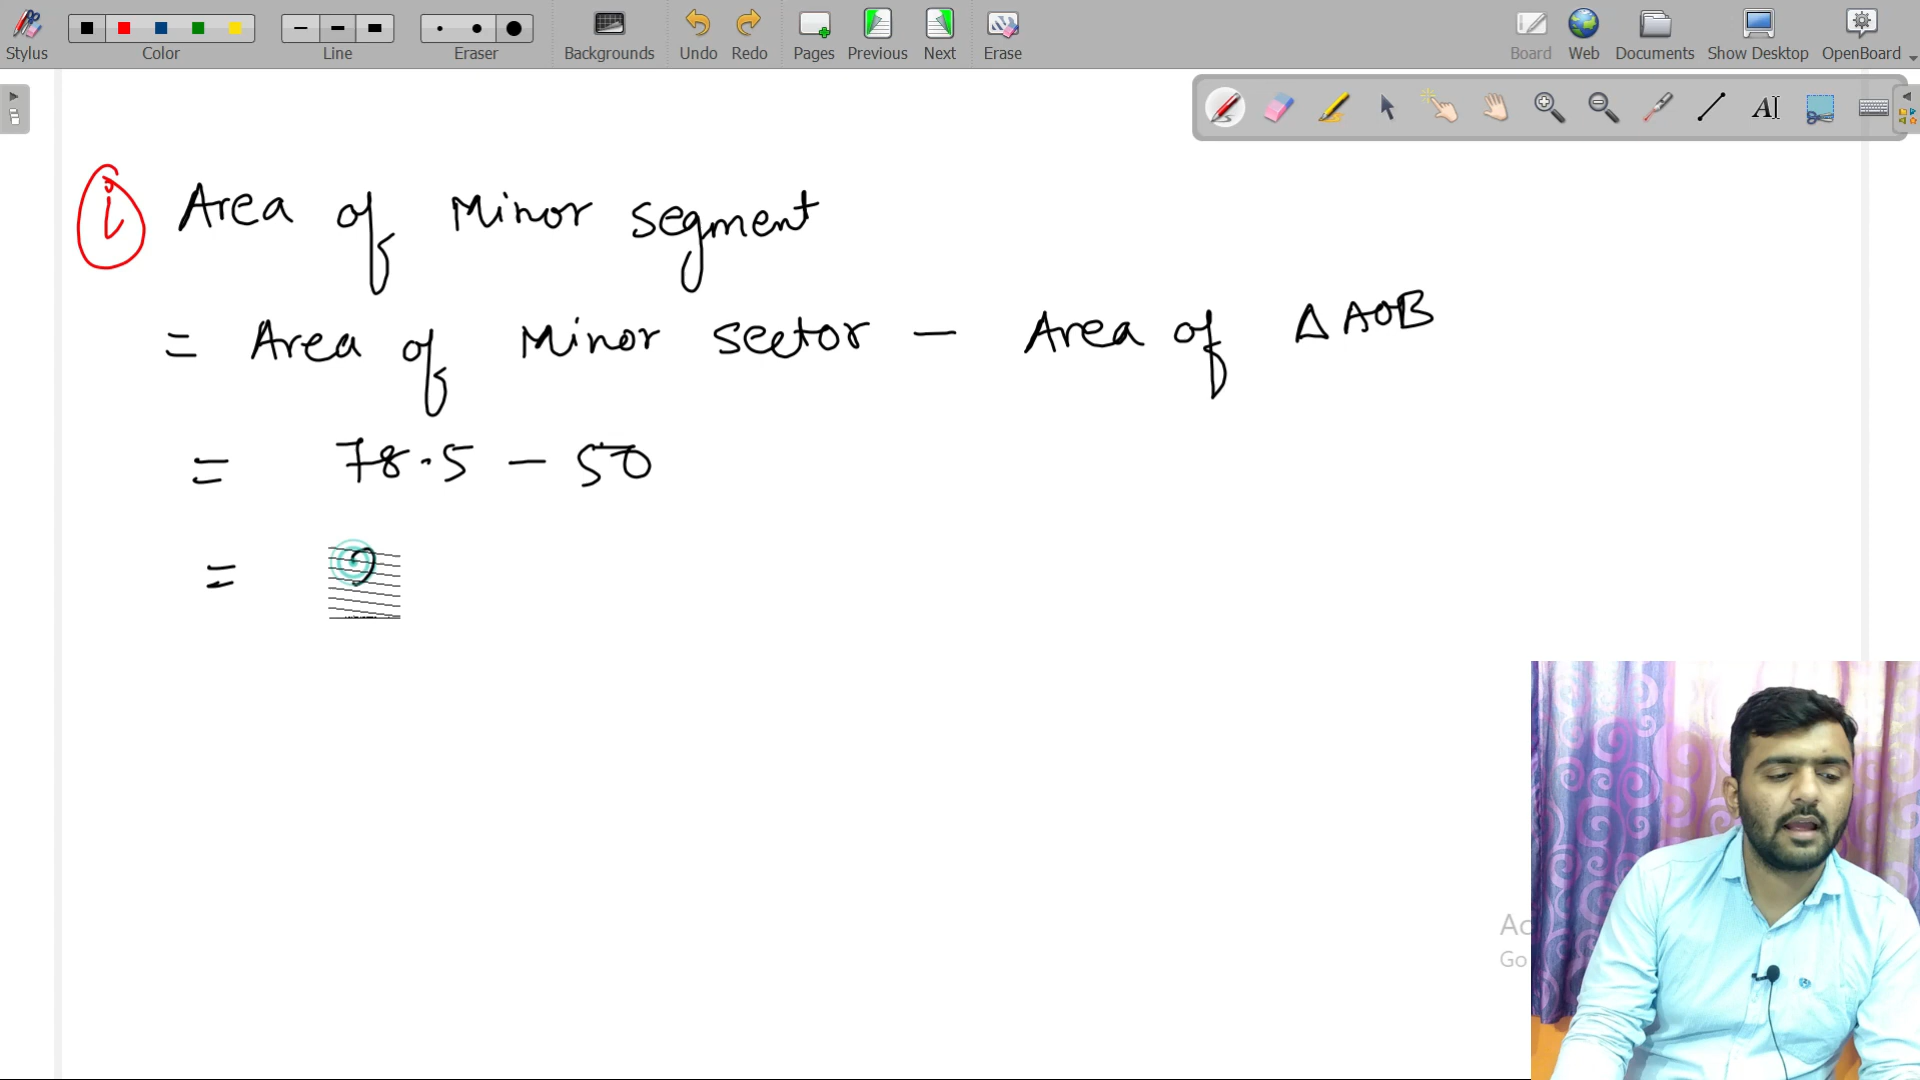 Stylus Color Line Eraser Backgrounds Undo Redo Pages Previous Next Erase Board Web Documents Show Desktop OpenBoard
i Area of Minor segment
= Area of Minor sector - Area of Δ AOB
= 78.5 - 50
=
Go